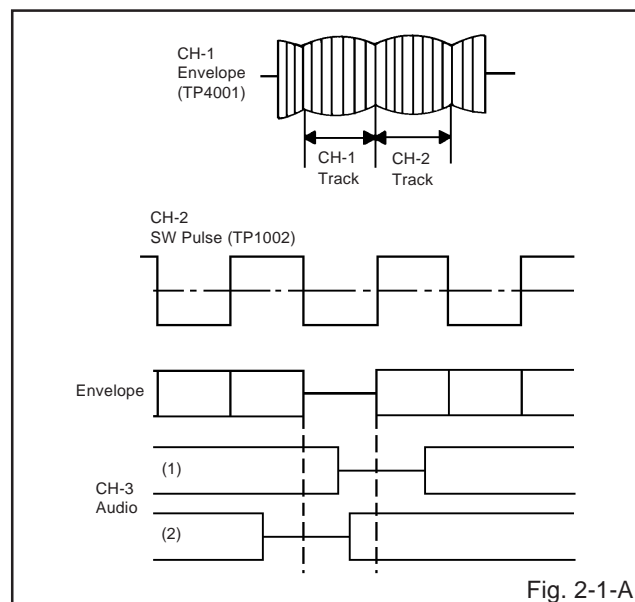 CH-1
Envelope
(TP4001)
CH-1
Track
CH-2
Track
CH-2
SW Pulse (TP1002)
Envelope
CH-3
Audio
(1)
(2)
Fig. 2-1-A